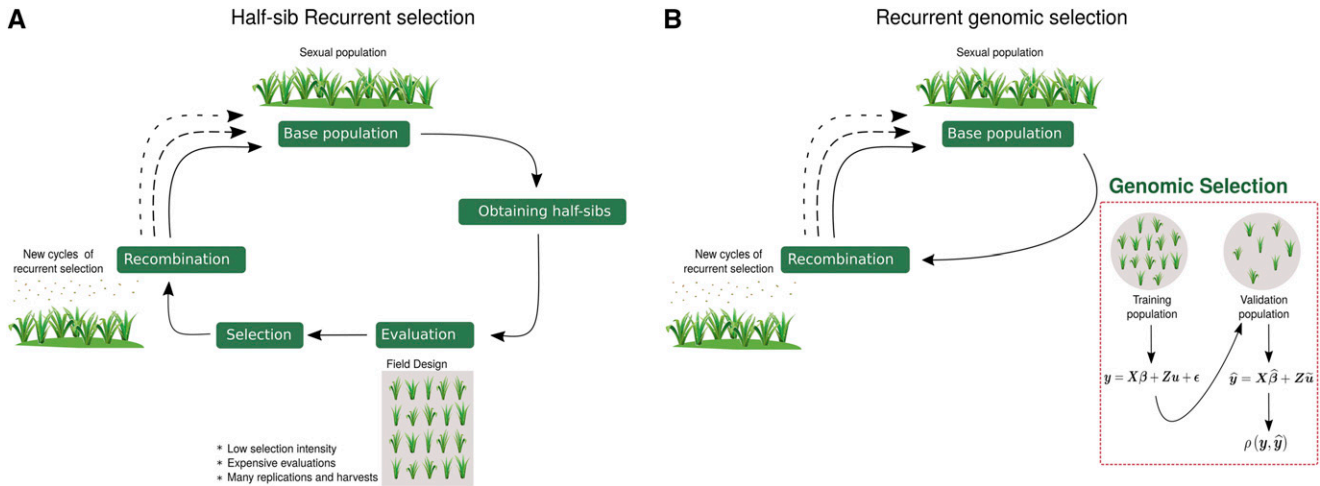 A
Half-sib Recurrent selection
Sexual population
Base population
Obtaining half-sibs
New cycles of
recurrent selection
Recombination
Selection
Evaluation
Field Design
* Low selection intensity
* Expensive evaluations
* Many replications and harvests
B
Recurrent genomic selection
Sexual population
Base population
Genomic Selection
New cycles of
recurrent selection
Recombination
Training
population
Validation
population
y = Xβ + Zu + ϵ
ŷ = Xβ̂ + Zũ
ρ(y, ŷ)